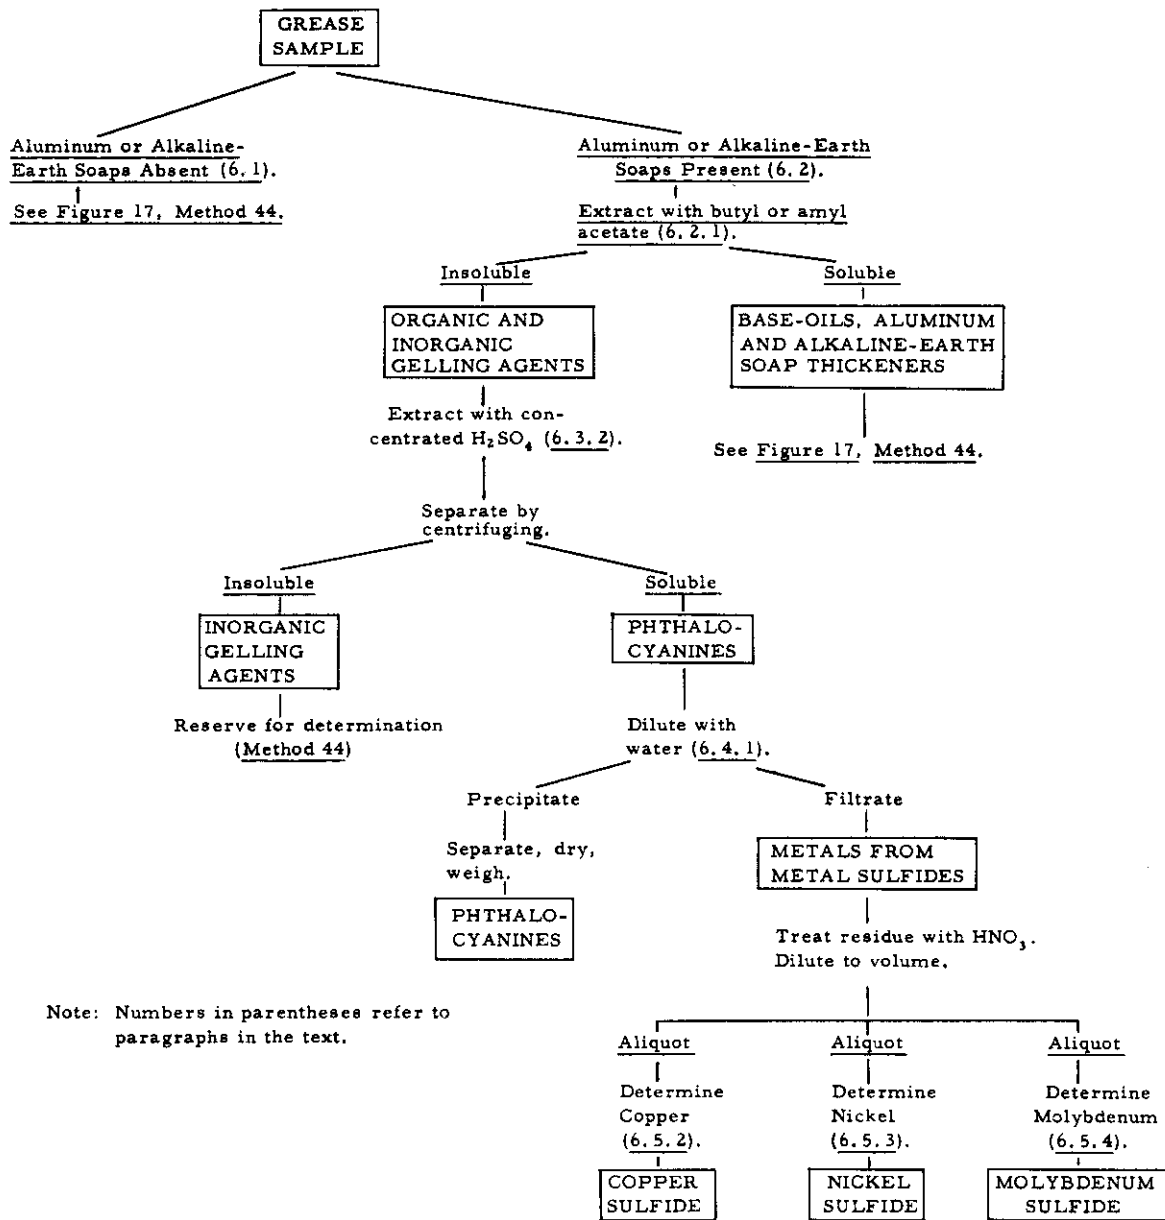 GREASE
SAMPLE
Aluminum or Alkaline-
Earth Soaps Absent (6.1).
See Figure 17, Method 44.
Aluminum or Alkaline-Earth
Soaps Present (6.2).
Extract with butyl or amyl
acetate (6.2.1).
Insoluble
Soluble
ORGANIC AND
INORGANIC
GELLING AGENTS
BASE-OILS, ALUMINUM
AND ALKALINE-EARTH
SOAP THICKENERS
Extract with con-
centrated H₂SO₄ (6.3.2).
See Figure 17, Method 44.
Separate by
centrifuging.
Insoluble
Soluble
INORGANIC
GELLING
AGENTS
PHTHALO-
CYANINES
Reserve for determination
(Method 44)
Dilute with
water (6.4.1).
Precipitate
Filtrate
Separate, dry,
weigh.
METALS FROM
METAL SULFIDES
PHTHALO-
CYANINES
Treat residue with HNO₃.
Dilute to volume.
Note: Numbers in parentheses refer to
paragraphs in the text.
Aliquot
Aliquot
Aliquot
Determine
Copper
(6.5.2).
Determine
Nickel
(6.5.3).
Determine
Molybdenum
(6.5.4).
COPPER
SULFIDE
NICKEL
SULFIDE
MOLYBDENUM
SULFIDE